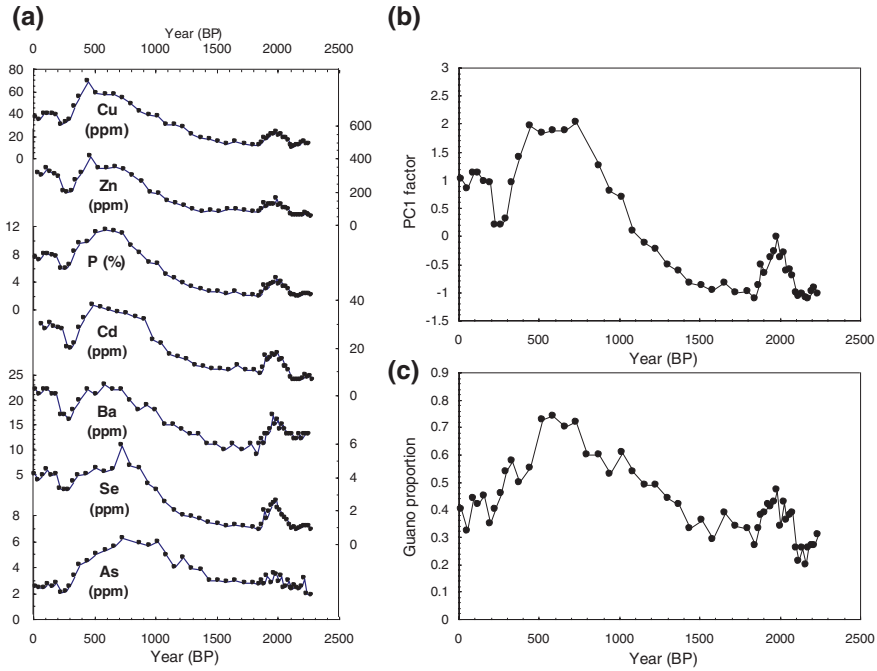 (a)
Year (BP)
0 500 1000 1500 2000 2500
80
60
40
20
0
Cu
(ppm)
600
400
200
0
Zn
(ppm)
12
8
4
0
P (%)
40
20
0
Cd
(ppm)
25
20
15
10
5
Ba
(ppm)
6
4
2
0
Se
(ppm)
8
6
4
2
0
As
(ppm)
0 500 1000 1500 2000 2500
Year (BP)
(b)
3
2.5
2
1.5
1
0.5
0
-0.5
-1
-1.5
PC1 factor
0 500 1000 1500 2000 2500
Year (BP)
(c)
0.9
0.8
0.7
0.6
0.5
0.4
0.3
0.2
0.1
0
Guano proportion
0 500 1000 1500 2000 2500
Year (BP)